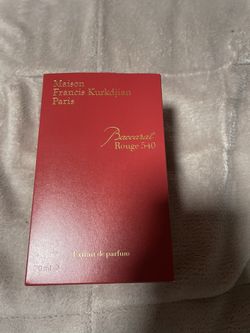 Maison
Francis Kurkdjian
Paris
Baccarat
Rouge 540
Extrait de parfum